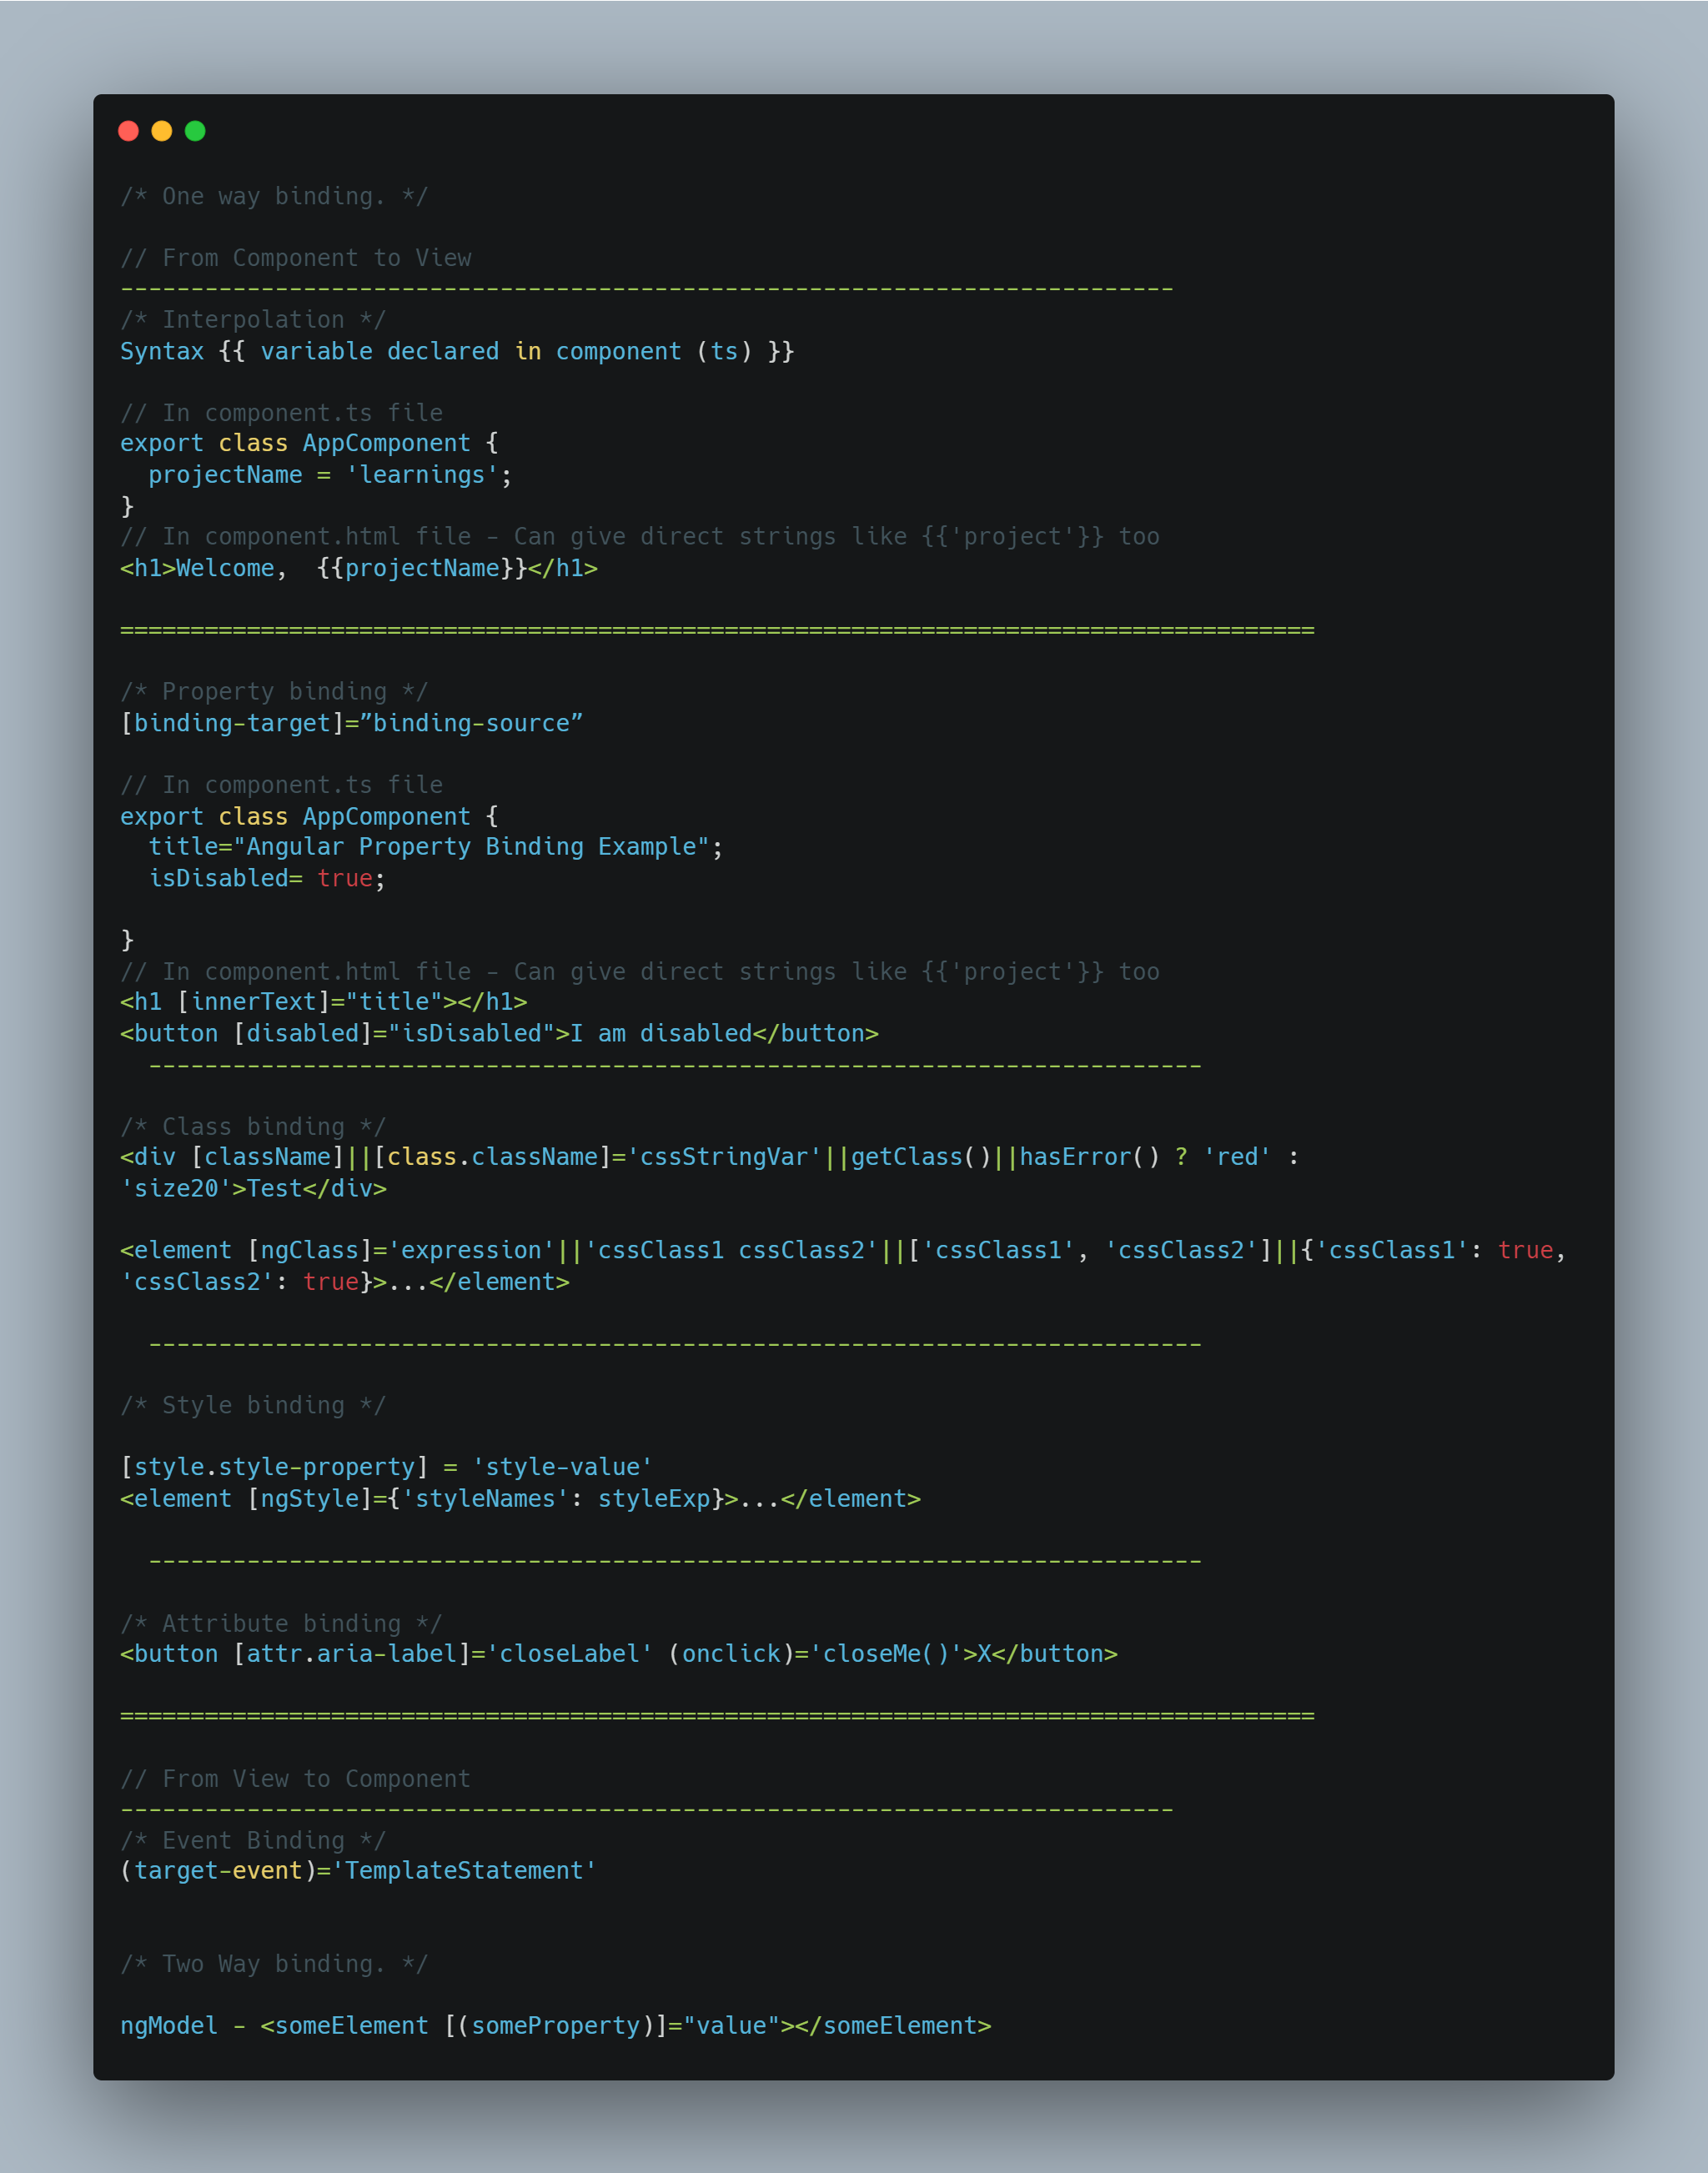 /* One way binding. */
// From Component to View
---------------------------------------------------------------------------
/* Interpolation */
Syntax {{ variable declared in component (ts) }}
// In component.ts file
export class AppComponent {
  projectName = 'learnings';
}
// In component.html file - Can give direct strings like {{'project'}} too
<h1>Welcome,  {{projectName}}</h1>
=====================================================================================
/* Property binding */
[binding-target]=”binding-source”
// In component.ts file
export class AppComponent {
  title="Angular Property Binding Example";
  isDisabled= true;
}
// In component.html file - Can give direct strings like {{'project'}} too
<h1 [innerText]="title"></h1>
<button [disabled]="isDisabled">I am disabled</button>
  ---------------------------------------------------------------------------
/* Class binding */
<div [className]||[class.className]='cssStringVar'||getClass()||hasError() ? 'red' :
'size20'>Test</div>
<element [ngClass]='expression'||'cssClass1 cssClass2'||['cssClass1', 'cssClass2']||{'cssClass1': true,
'cssClass2': true}>...</element>
  ---------------------------------------------------------------------------
/* Style binding */
[style.style-property] = 'style-value'
<element [ngStyle]={'styleNames': styleExp}>...</element>
  ---------------------------------------------------------------------------
/* Attribute binding */
<button [attr.aria-label]='closeLabel' (onclick)='closeMe()'>X</button>
=====================================================================================
// From View to Component
---------------------------------------------------------------------------
/* Event Binding */
(target-event)='TemplateStatement'
/* Two Way binding. */
ngModel - <someElement [(someProperty)]="value"></someElement>